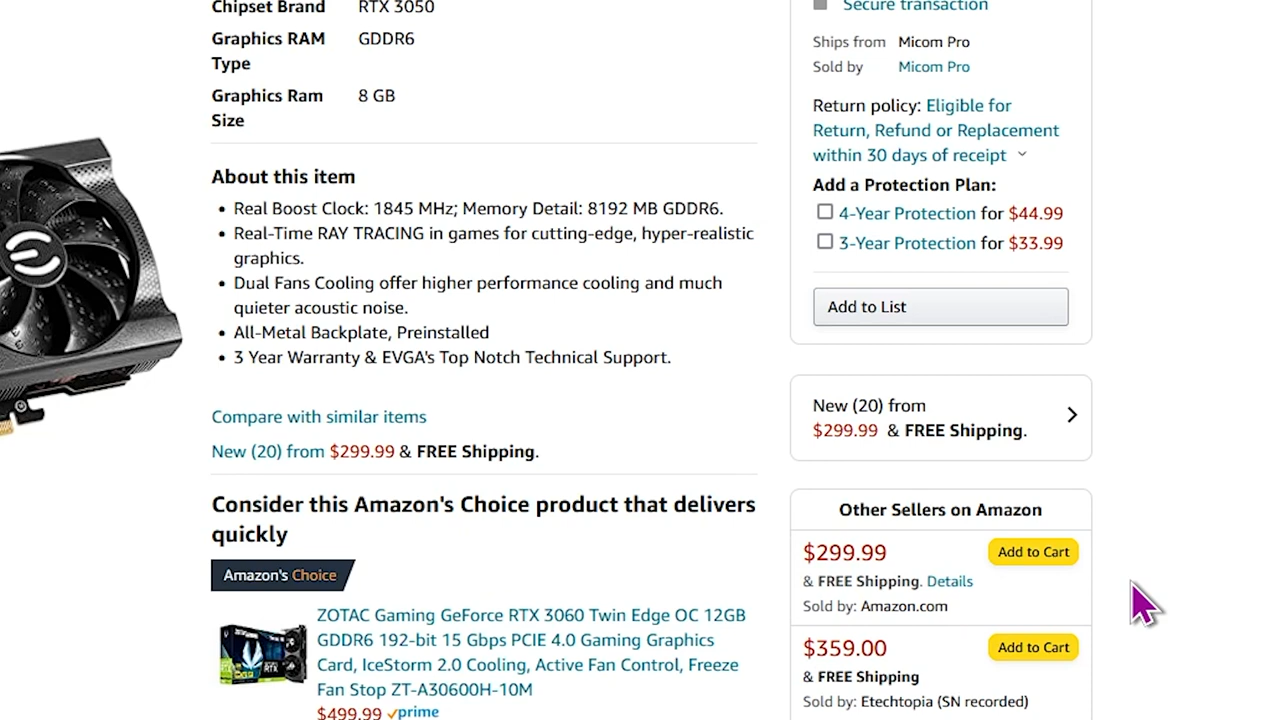 Chipset Brand RTX 3050
Graphics RAM GDDR6
Type
Graphics Ram 8 GB
Size
About this item
• Real Boost Clock: 1845 MHz; Memory Detail: 8192 MB GDDR6.
• Real-Time RAY TRACING in games for cutting-edge, hyper-realistic
graphics.
• Dual Fans Cooling offer higher performance cooling and much
quieter acoustic noise.
• All-Metal Backplate, Preinstalled
• 3 Year Warranty & EVGA's Top Notch Technical Support.
Compare with similar items
New (20) from $299.99 & FREE Shipping.
Consider this Amazon's Choice product that delivers
quickly
Amazon's Choice
ZOTAC Gaming GeForce RTX 3060 Twin Edge OC 12GB
GDDR6 192-bit 15 Gbps PCIE 4.0 Gaming Graphics
Card, IceStorm 2.0 Cooling, Active Fan Control, Freeze
Fan Stop ZT-A30600H-10M
$499.99 prime
Secure transaction
Ships from Micom Pro
Sold by Micom Pro
Return policy: Eligible for
Return, Refund or Replacement
within 30 days of receipt
Add a Protection Plan:
4-Year Protection for $44.99
3-Year Protection for $33.99
Add to List
New (20) from
$299.99 & FREE Shipping.
Other Sellers on Amazon
$299.99 Add to Cart
& FREE Shipping. Details
Sold by: Amazon.com
$359.00 Add to Cart
& FREE Shipping
Sold by: Etechtopia (SN recorded)